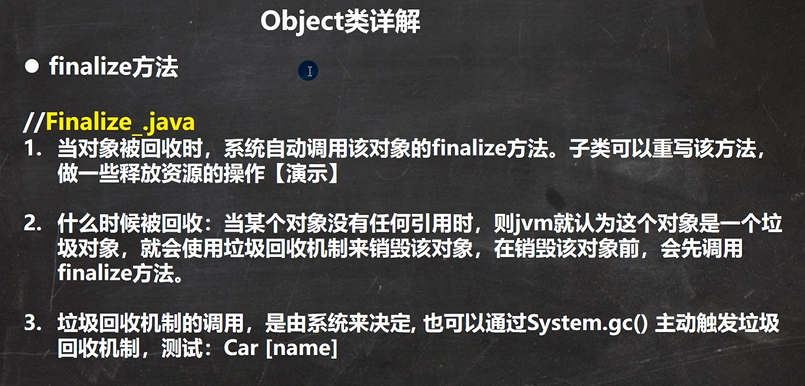 Object类详解
● finalize方法
//Finalize_.java
1. 当对象被回收时，系统自动调用该对象的finalize方法。子类可以重写该方法，
做一些释放资源的操作【演示】
2. 什么时候被回收：当某个对象没有任何引用时，则jvm就认为这个对象是一个垃
圾对象，就会使用垃圾回收机制来销毁该对象，在销毁该对象前，会先调用
finalize方法。
3. 垃圾回收机制的调用，是由系统来决定, 也可以通过System.gc() 主动触发垃圾
回收机制，测试：Car [name]